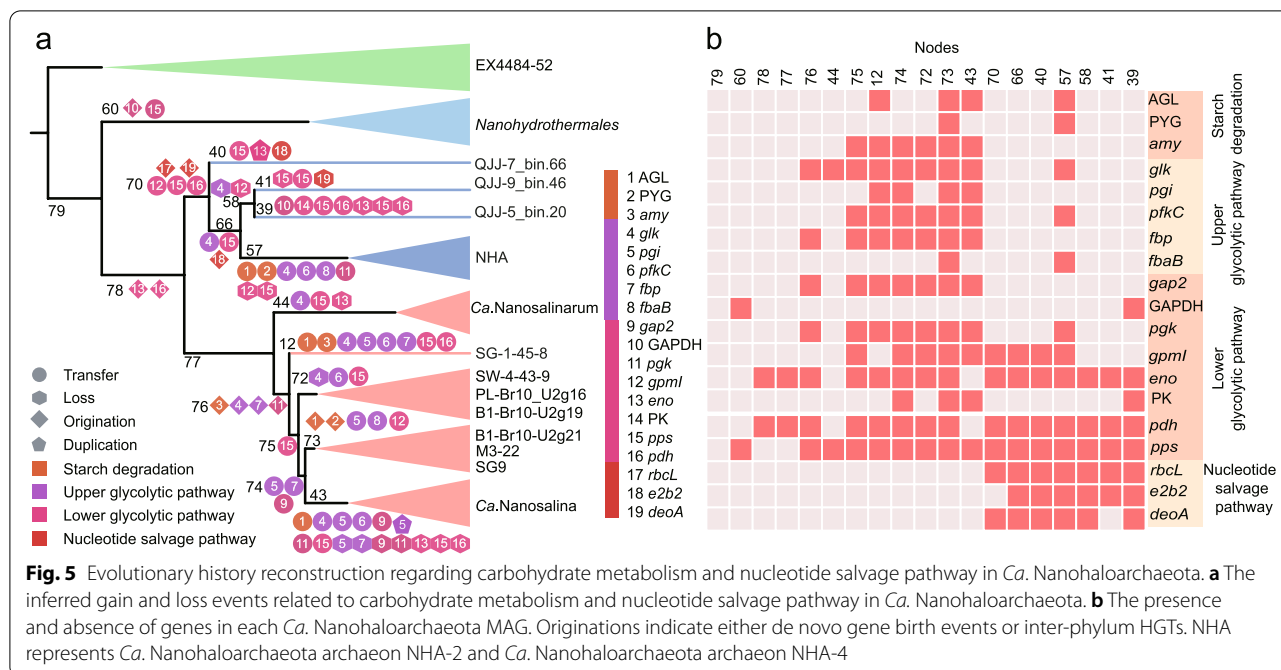 a
EX4484-52
60 10 15
Nanohydrothermales
40 15 13 18
QJJ-7_bin.66
17 19
70 12 15 16
4 12
41 15 15 19
QJJ-9_bin.46
58
39 10 14 15 16 13 15 16
QJJ-5_bin.20
79
66
4 15
18
57
NHA
1 2 4 6 8 11
12 15
78 13 16
44 4 15 13
Ca.Nanosalinarum
77
12 1 3 4 5 6 7 15 16
SG-1-45-8
72 4 6 15
SW-4-43-9
PL-Br10_U2g16
B1-Br10-U2g19
76 3 4 7 11
1 2 5 8 12
75 15
73
B1-Br10-U2g21
M3-22
SG9
74 5 7
9
43
Ca.Nanosalina
1 4 5 6 9 5
11 15 5 7 9 11 13 15 16
Transfer
Loss
Origination
Duplication
Starch degradation
Upper glycolytic pathway
Lower glycolytic pathway
Nucleotide salvage pathway
1 AGL
2 PYG
3 amy
4 glk
5 pgi
6 pfkC
7 fbp
8 fbaB
9 gap2
10 GAPDH
11 pgk
12 gpmI
13 eno
14 PK
15 pps
16 pdh
17 rbcL
18 e2b2
19 deoA
b
Nodes
79 60 78 77 76 44 75 12 74 72 73 43 70 66 40 57 58 41 39
AGL
PYG
amy
glk
pgi
pfkC
fbp
fbaB
gap2
GAPDH
pgk
gpmI
eno
PK
pdh
pps
rbcL
e2b2
deoA
Starch degradation
Upper glycolytic pathway
Lower glycolytic pathway
Nucleotide salvage pathway
Fig. 5 Evolutionary history reconstruction regarding carbohydrate metabolism and nucleotide salvage pathway in Ca. Nanohaloarchaeota. a The
inferred gain and loss events related to carbohydrate metabolism and nucleotide salvage pathway in Ca. Nanohaloarchaeota. b The presence
and absence of genes in each Ca. Nanohaloarchaeota MAG. Originations indicate either de novo gene birth events or inter-phylum HGTs. NHA
represents Ca. Nanohaloarchaeota archaeon NHA-2 and Ca. Nanohaloarchaeota archaeon NHA-4